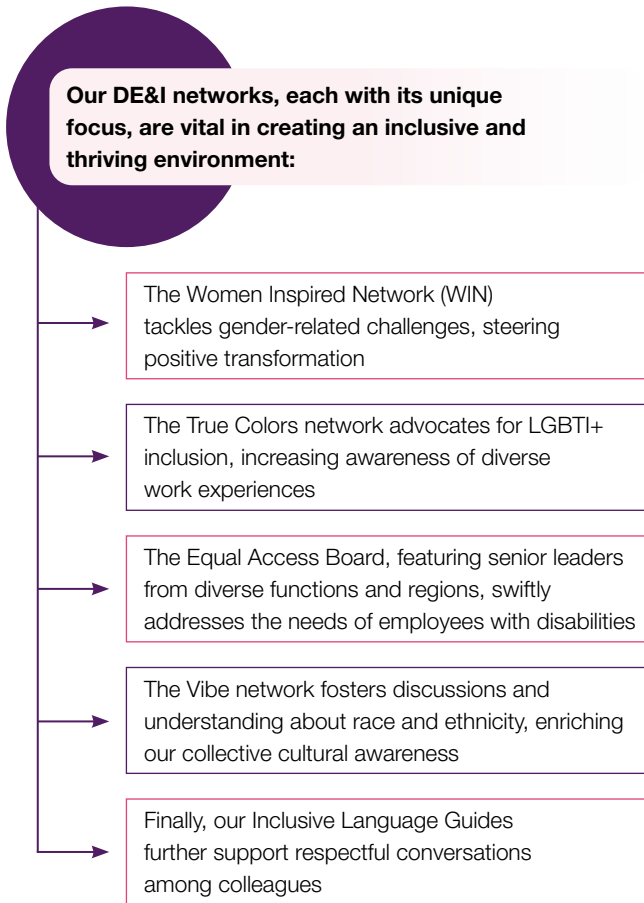 Our DE&I networks, each with its unique
focus, are vital in creating an inclusive and
thriving environment:
The Women Inspired Network (WIN)
tackles gender-related challenges, steering
positive transformation
The True Colors network advocates for LGBTI+
inclusion, increasing awareness of diverse
work experiences
The Equal Access Board, featuring senior leaders
from diverse functions and regions, swiftly
addresses the needs of employees with disabilities
The Vibe network fosters discussions and
understanding about race and ethnicity, enriching
our collective cultural awareness
Finally, our Inclusive Language Guides
further support respectful conversations
among colleagues